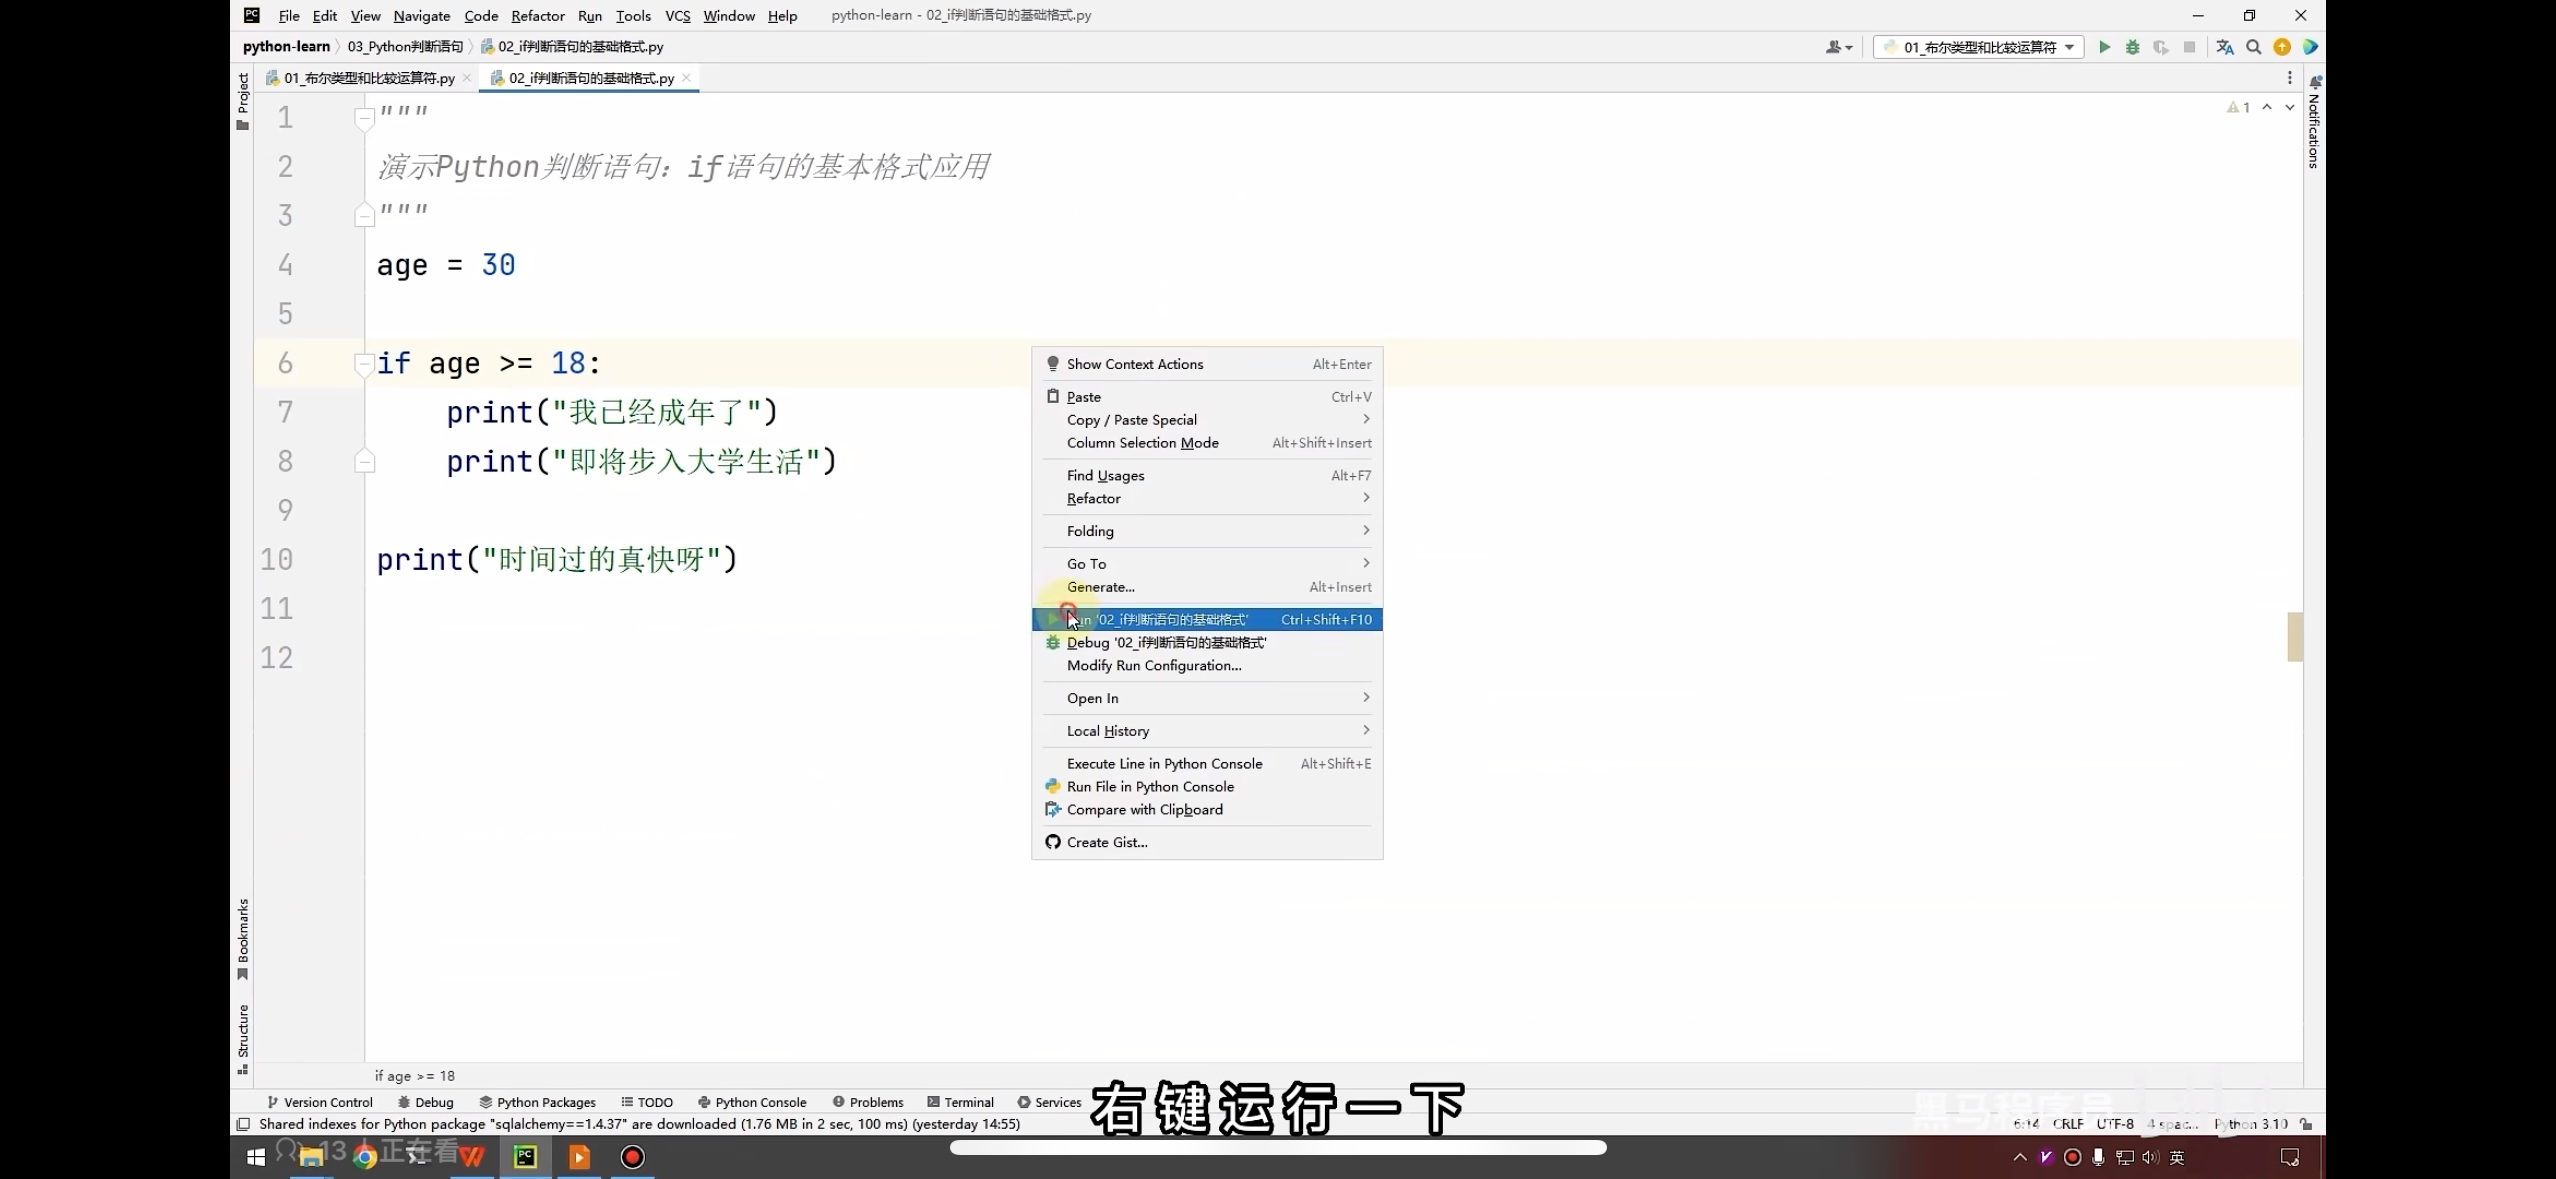 File Edit View Navigate Code Refactor Run Tools VCS Window Help python-learn - 02_if判断语句的基础格式.py
python-learn 03_Python判断语句 02_if判断语句的基础格式.py 01_布尔类型和比较运算符
01_布尔类型和比较运算符.py 02_if判断语句的基础格式.py
Project
Notifications
1
1 """
2 演示Python判断语句：if语句的基本格式应用
3 """
4 age = 30
5
6 if age >= 18:
7 print("我已经成年了")
8 print("即将步入大学生活")
9
10 print("时间过的真快呀")
11
12
Show Context Actions Alt+Enter
Paste Ctrl+V
Copy / Paste Special
Column Selection Mode Alt+Shift+Insert
Find Usages Alt+F7
Refactor
Folding
Go To
Generate... Alt+Insert
'02_if判断语句的基础格式' Ctrl+Shift+F10
Debug '02_if判断语句的基础格式'
Modify Run Configuration...
Open In
Local History
Execute Line in Python Console Alt+Shift+E
Run File in Python Console
Compare with Clipboard
Create Gist...
Bookmarks
Structure
if age >= 18
Version Control Debug Python Packages TODO Python Console Problems Terminal Services
右键运行一下
黑马程序员
Shared indexes for Python package "sqlalchemy==1.4.37" are downloaded (1.76 MB in 2 sec, 100 ms) (yesterday 14:55) 6:14 CRLF UTF-8 4 spac... Python 3.10
13人正在看
英